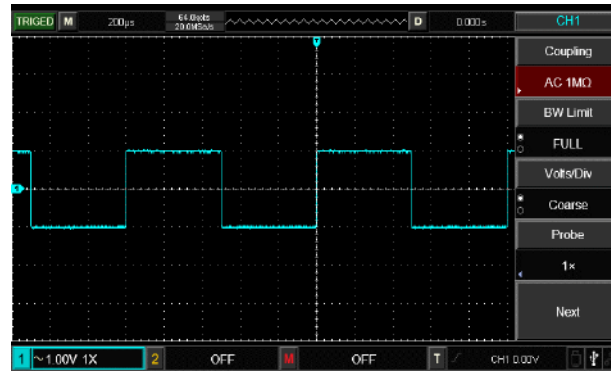 TRIGED M 200µs 64.0kpts D 0.000s CH1
20.0MSa/s
T
Coupling
AC 1MΩ
BW Limit
FULL
Volts/Div
1
Coarse
Probe
1×
Next
1 ~1.00V 1X 2 OFF M OFF T CH1 0.00V